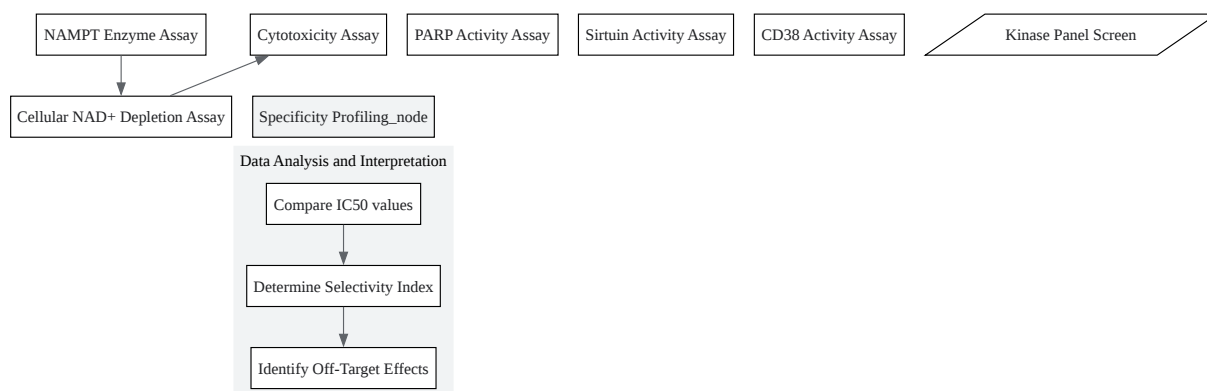 NAMPT Enzyme Assay
Cytotoxicity Assay
PARP Activity Assay
Sirtuin Activity Assay
CD38 Activity Assay
Kinase Panel Screen
Cellular NAD+ Depletion Assay
Specificity Profiling_node
Data Analysis and Interpretation
Compare IC50 values
Determine Selectivity Index
Identify Off-Target Effects